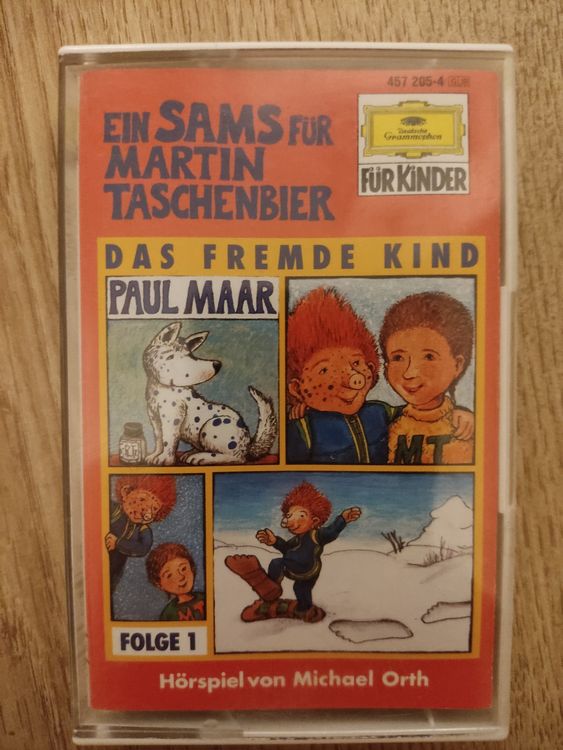 457 205-4
EIN SAMS FÜR
MARTIN
TASCHENBIER
Deutsche
Grammophon
FÜR KINDER
DAS FREMDE KIND
PAUL MAAR
MT
MT
FOLGE 1
Hörspiel von Michael Orth